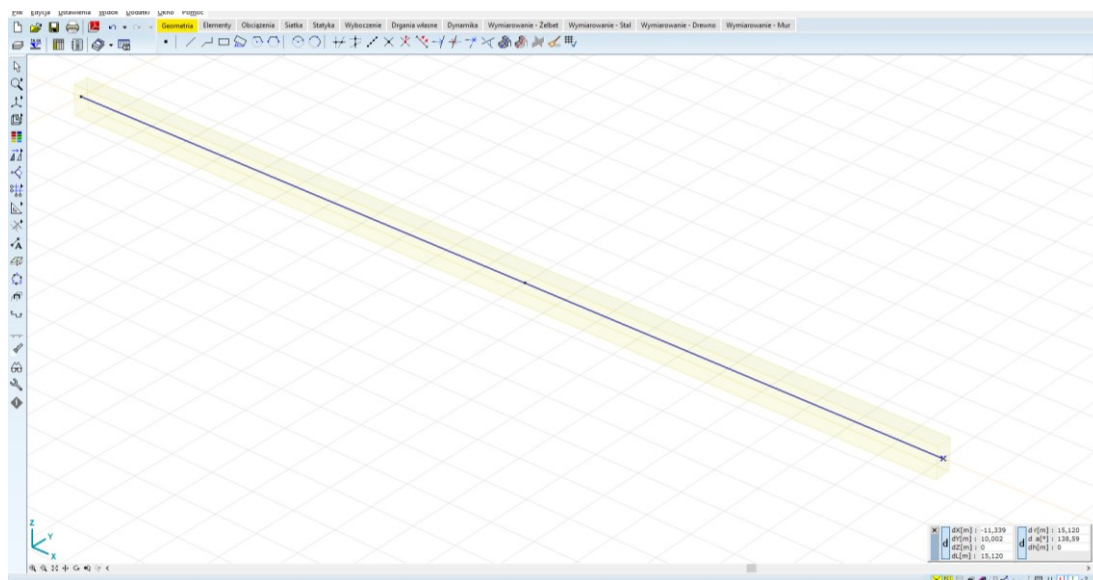 Plik Edycja Ustawienia Widok Dodatki Okno Pomoc
Geometria Elementy Obciążenia Siatka Statyka Wyboczenie Drgania własne Dynamika Wymiarowanie - Żelbet Wymiarowanie - Stal Wymiarowanie - Drewno Wymiarowanie - Mur
Z
Y
X
d dX[m] : -11,339
dY[m] : 10,002
dZ[m] : 0
dL[m] : 15,120
d d r[m] : 15,120
d a[°] : 138,59
dh[m] : 0